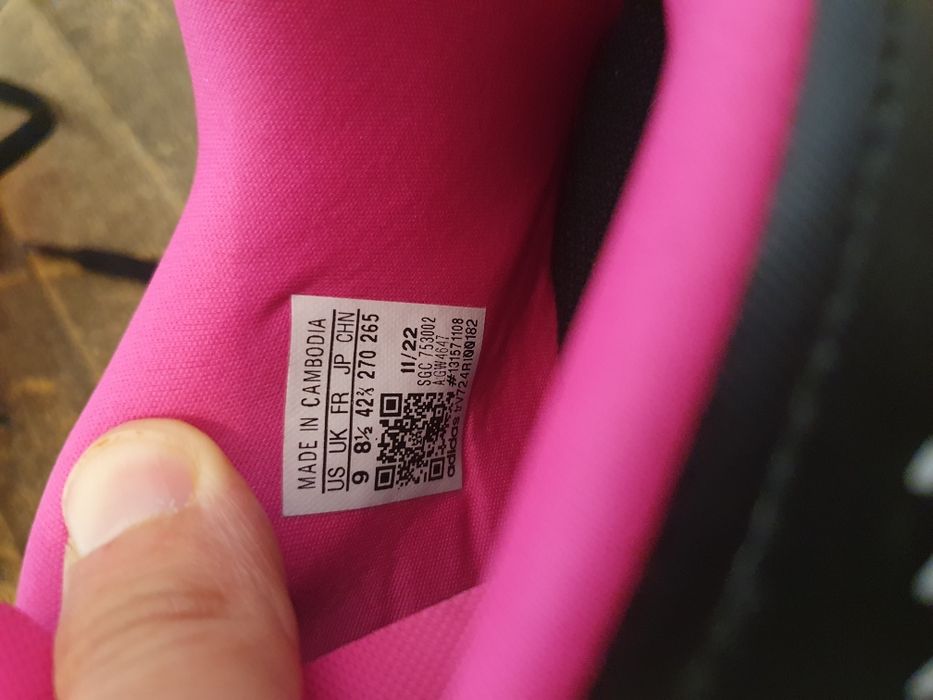 MADE IN CAMBODIA
US UK FR JP CHN
9 8½ 42⅔ 270 265
11/22
SGC 753002
AGW4647
#131571108
adidas